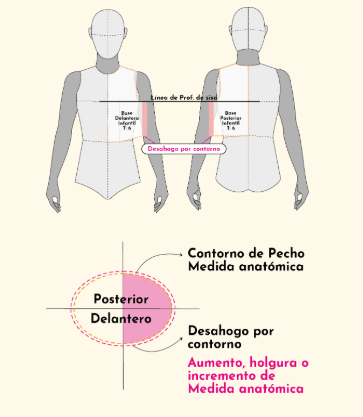 Línea de Prof. de sisa
Base
Delantero
Infantil
T: 6
Base
Posterior
Infantil
T: 6
Desahogo por contorno
Contorno de Pecho
Medida anatómica
Posterior
Delantero
Desahogo por
contorno
Aumento, holgura o
incremento de
Medida anatómica